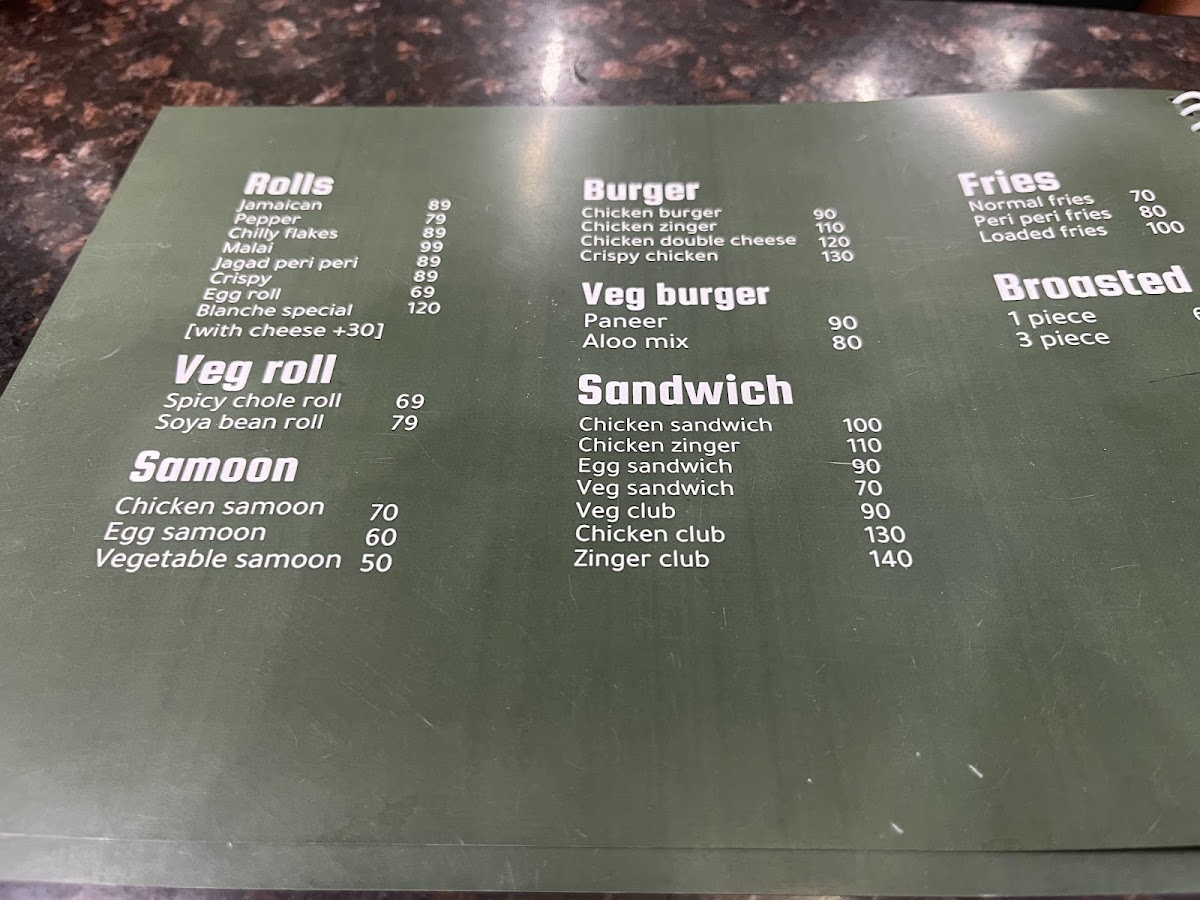 Rolls
Jamaican 89
Pepper 79
Chilly flakes 89
Malai 99
Jagad peri peri 89
Crispy 89
Egg roll 69
Blanche special 120
[with cheese +30]
Veg roll
Spicy chole roll 69
Soya bean roll 79
Samoon
Chicken samoon 70
Egg samoon 60
Vegetable samoon 50
Burger
Chicken burger 90
Chicken zinger 110
Chicken double cheese 120
Crispy chicken 130
Veg burger
Paneer 90
Aloo mix 80
Sandwich
Chicken sandwich 100
Chicken zinger 110
Egg sandwich 90
Veg sandwich 70
Veg club 90
Chicken club 130
Zinger club 140
Fries
Normal fries 70
Peri peri fries 80
Loaded fries 100
Broasted
1 piece
3 piece